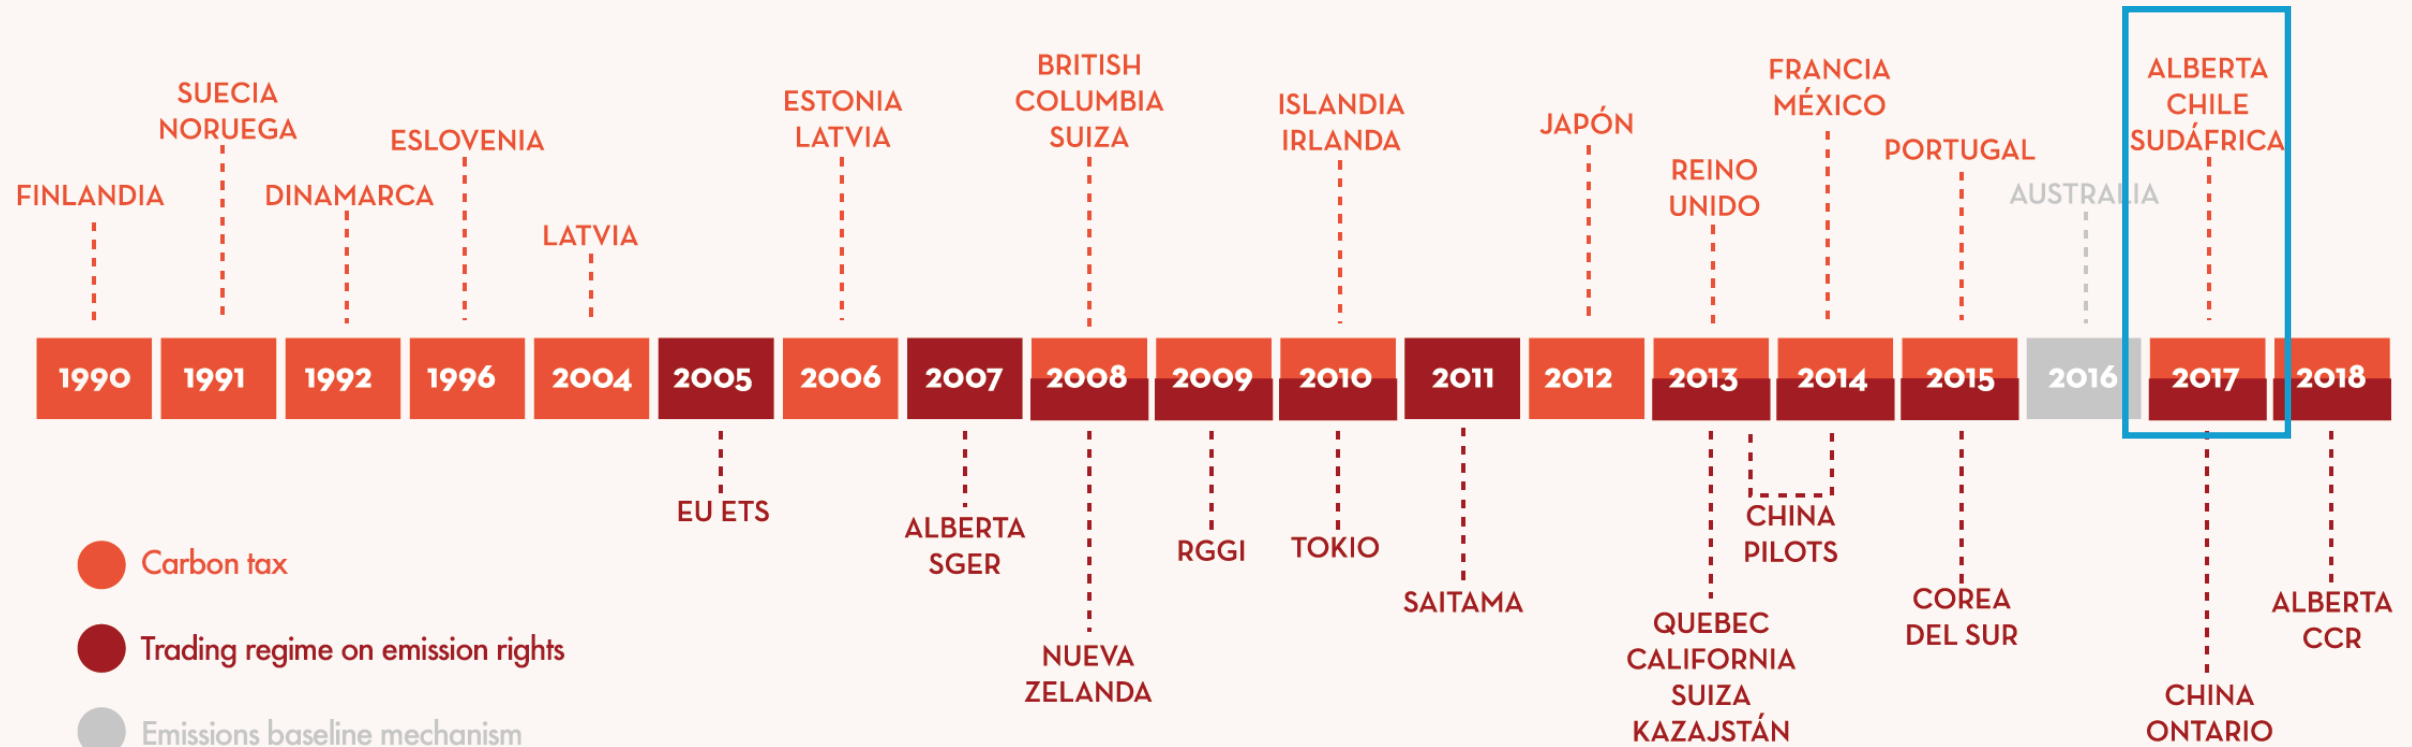 FINLANDIA
SUECIA
NORUEGA
DINAMARCA
ESLOVENIA
LATVIA
ESTONIA
LATVIA
BRITISH
COLUMBIA
SUIZA
ISLANDIA
IRLANDA
JAPÓN
REINO
UNIDO
FRANCIA
MÉXICO
PORTUGAL
AUSTRALIA
ALBERTA
CHILE
SUDÁFRICA
1990 1991 1992 1996 2004 2005 2006 2007 2008 2009 2010 2011 2012 2013 2014 2015 2016 2017 2018
EU ETS
ALBERTA
SGER
NUEVA
ZELANDA
RGGI
TOKIO
SAITAMA
QUEBEC
CALIFORNIA
SUIZA
KAZAJSTÁN
CHINA
PILOTS
COREA
DEL SUR
CHINA
ONTARIO
ALBERTA
CCR
Carbon tax
Trading regime on emission rights
Emissions baseline mechanism